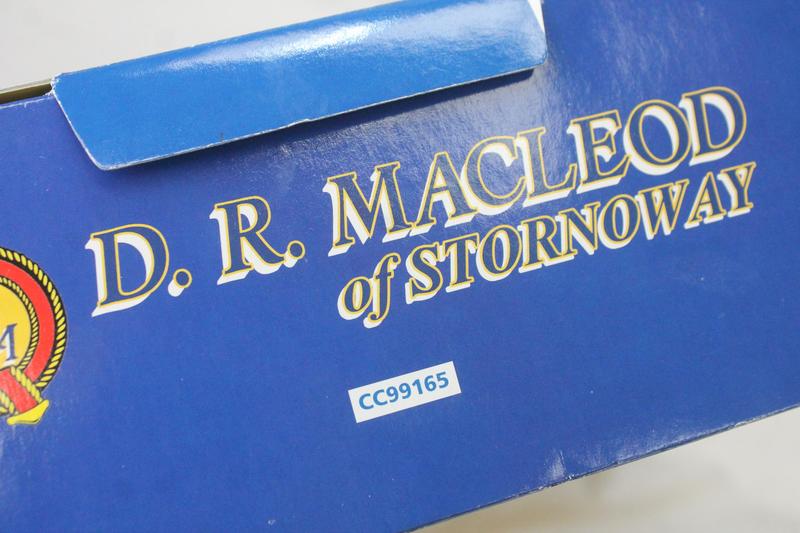 D. R. MACLEOD
of STORNOWAY
CC99165